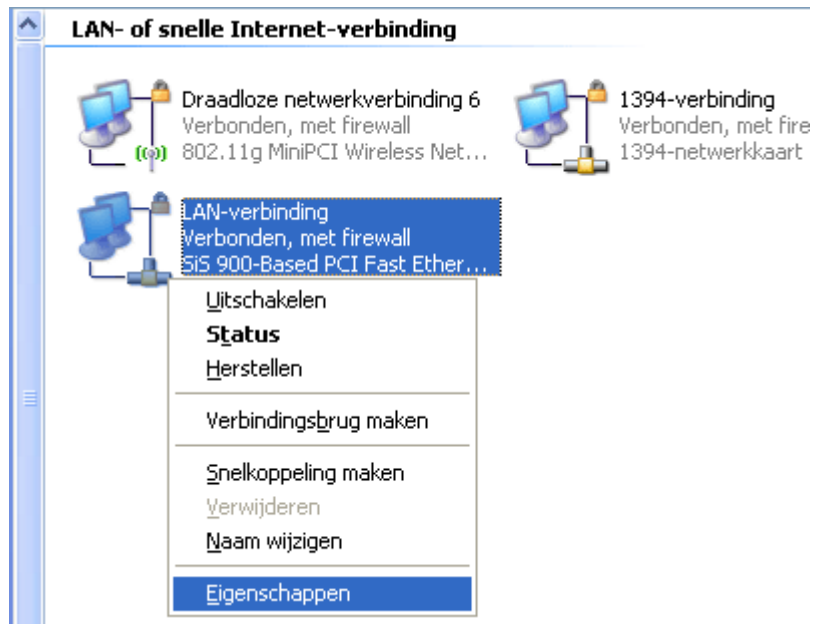 LAN- of snelle Internet-verbinding
Draadloze netwerkverbinding 6
Verbonden, met firewall
802.11g MiniPCI Wireless Net...
1394-verbinding
Verbonden, met fire
1394-netwerkkaart
LAN-verbinding
Verbonden, met firewall
SiS 900-Based PCI Fast Ether...
Uitschakelen
Status
Herstellen
Verbindingsbrug maken
Snelkoppeling maken
Verwijderen
Naam wijzigen
Eigenschappen